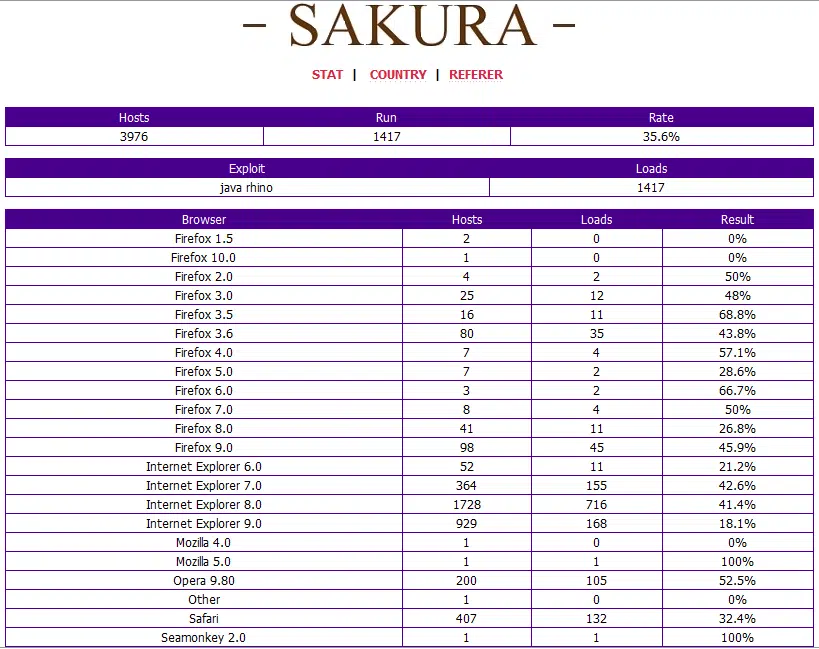 – SAKURA –
STAT | COUNTRY | REFERER
Hosts Run Rate
3976 1417 35.6%
Exploit Loads
java rhino 1417
Browser Hosts Loads Result
Firefox 1.5 2 0 0%
Firefox 10.0 1 0 0%
Firefox 2.0 4 2 50%
Firefox 3.0 25 12 48%
Firefox 3.5 16 11 68.8%
Firefox 3.6 80 35 43.8%
Firefox 4.0 7 4 57.1%
Firefox 5.0 7 2 28.6%
Firefox 6.0 3 2 66.7%
Firefox 7.0 8 4 50%
Firefox 8.0 41 11 26.8%
Firefox 9.0 98 45 45.9%
Internet Explorer 6.0 52 11 21.2%
Internet Explorer 7.0 364 155 42.6%
Internet Explorer 8.0 1728 716 41.4%
Internet Explorer 9.0 929 168 18.1%
Mozilla 4.0 1 0 0%
Mozilla 5.0 1 1 100%
Opera 9.80 200 105 52.5%
Other 1 0 0%
Safari 407 132 32.4%
Seamonkey 2.0 1 1 100%